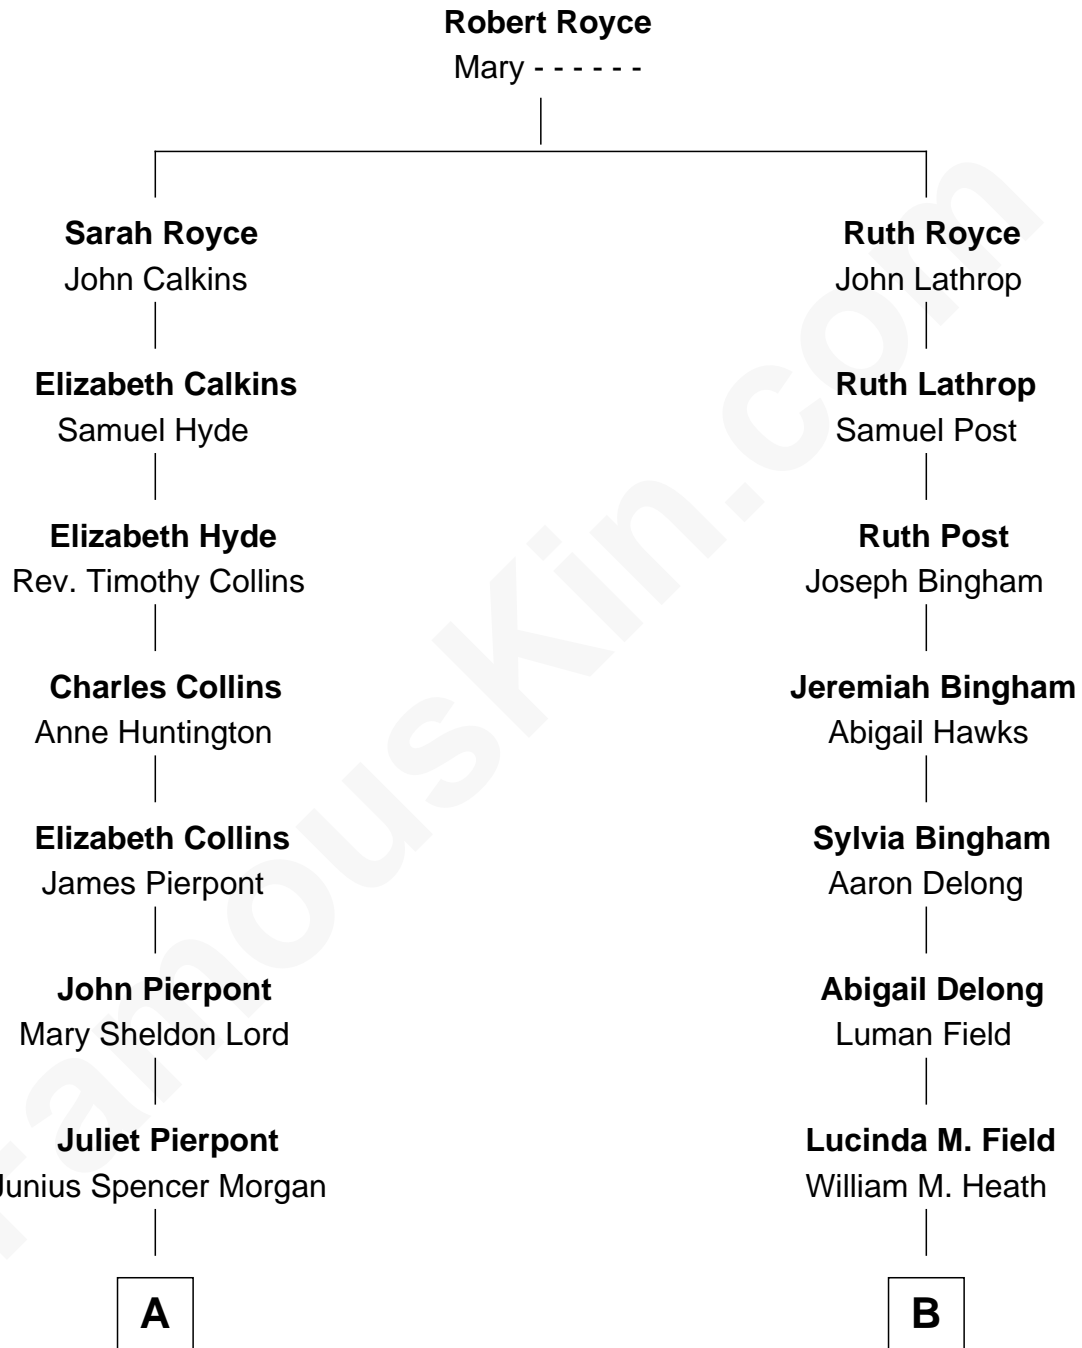 Robert Royce
Mary - - - - - -
Sarah Royce
John Calkins
Ruth Royce
John Lathrop
Elizabeth Calkins
Samuel Hyde
Ruth Lathrop
Samuel Post
Elizabeth Hyde
Rev. Timothy Collins
Ruth Post
Joseph Bingham
Charles Collins
Anne Huntington
Jeremiah Bingham
Abigail Hawks
Elizabeth Collins
James Pierpont
Sylvia Bingham
Aaron Delong
John Pierpont
Mary Sheldon Lord
Abigail Delong
Luman Field
Juliet Pierpont
Junius Spencer Morgan
Lucinda M. Field
William M. Heath
A
B
FamousKin.com